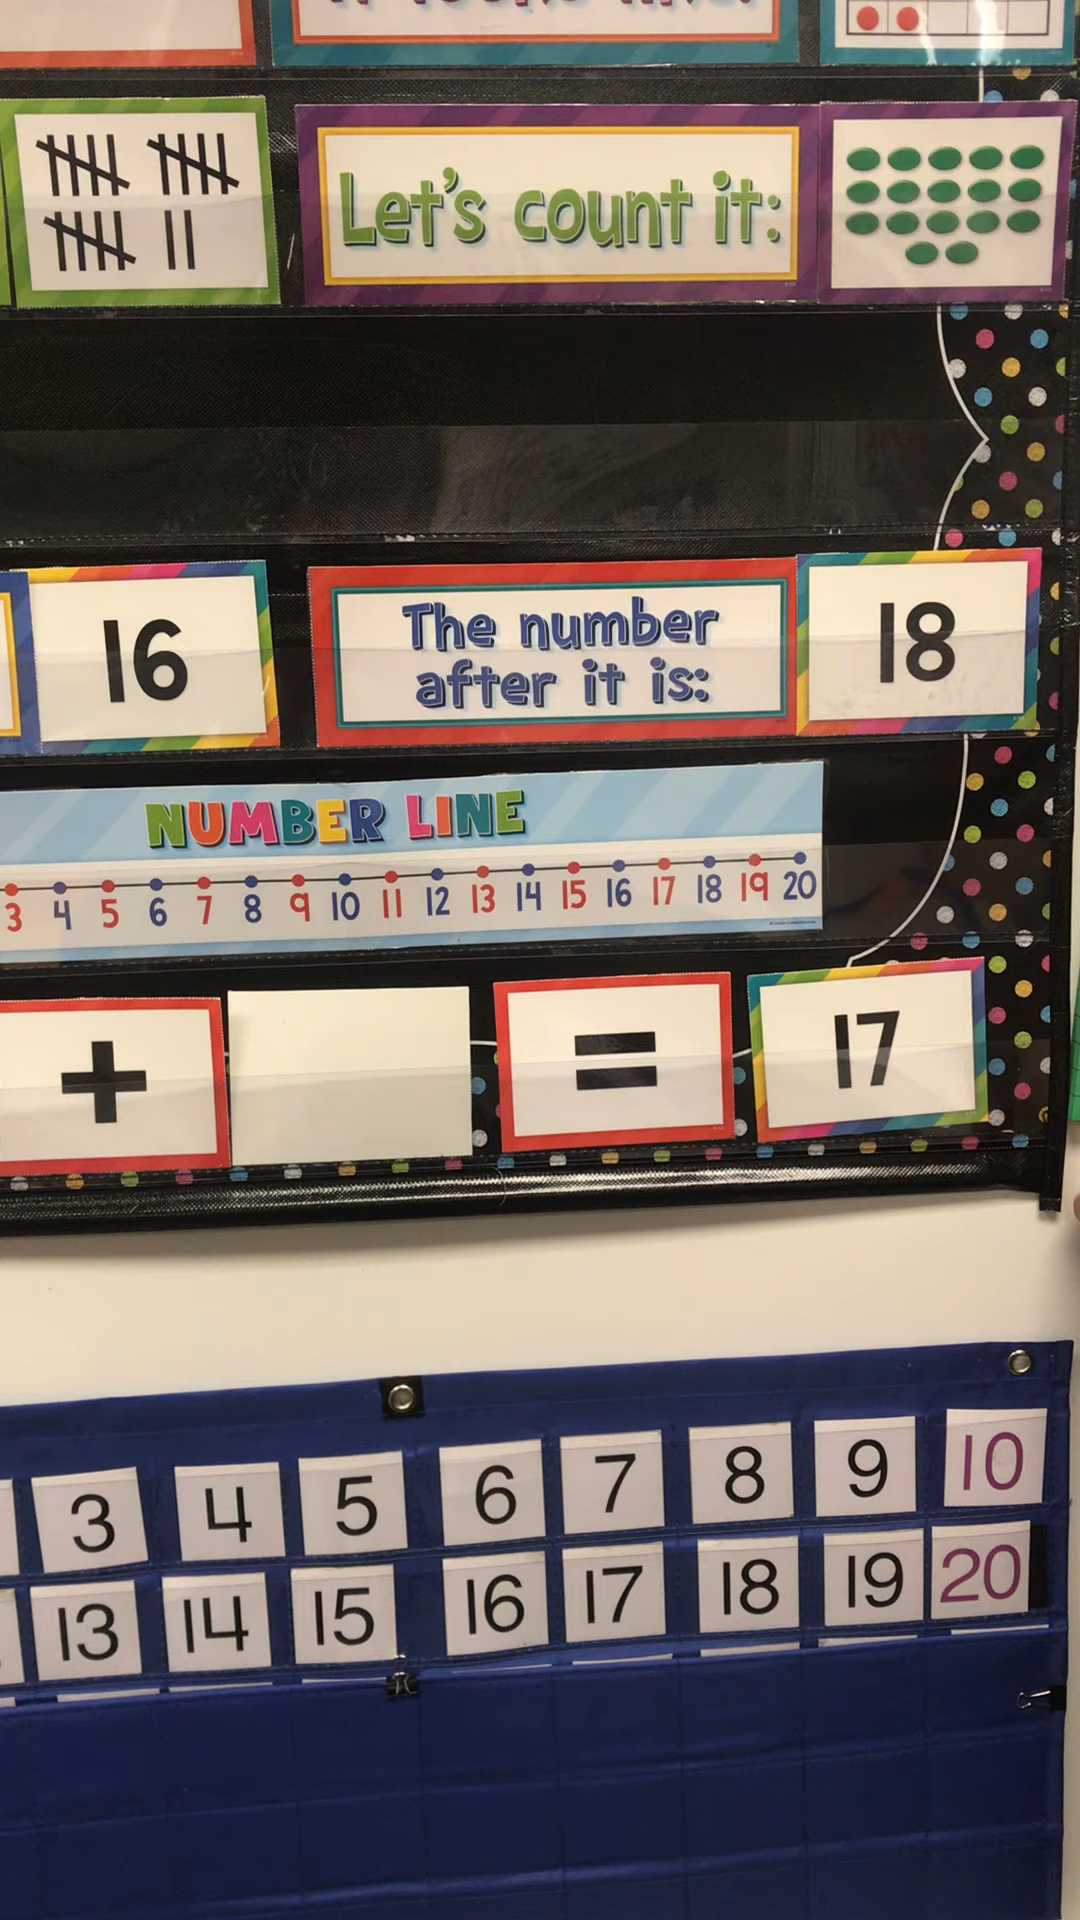 Let's count it:
16
The number
after it is:
18
NUMBER LINE
3 4 5 6 7 8 9 10 11 12 13 14 15 16 17 18 19 20
+ = 17
3 4 5 6 7 8 9 10
13 14 15 16 17 18 19 20